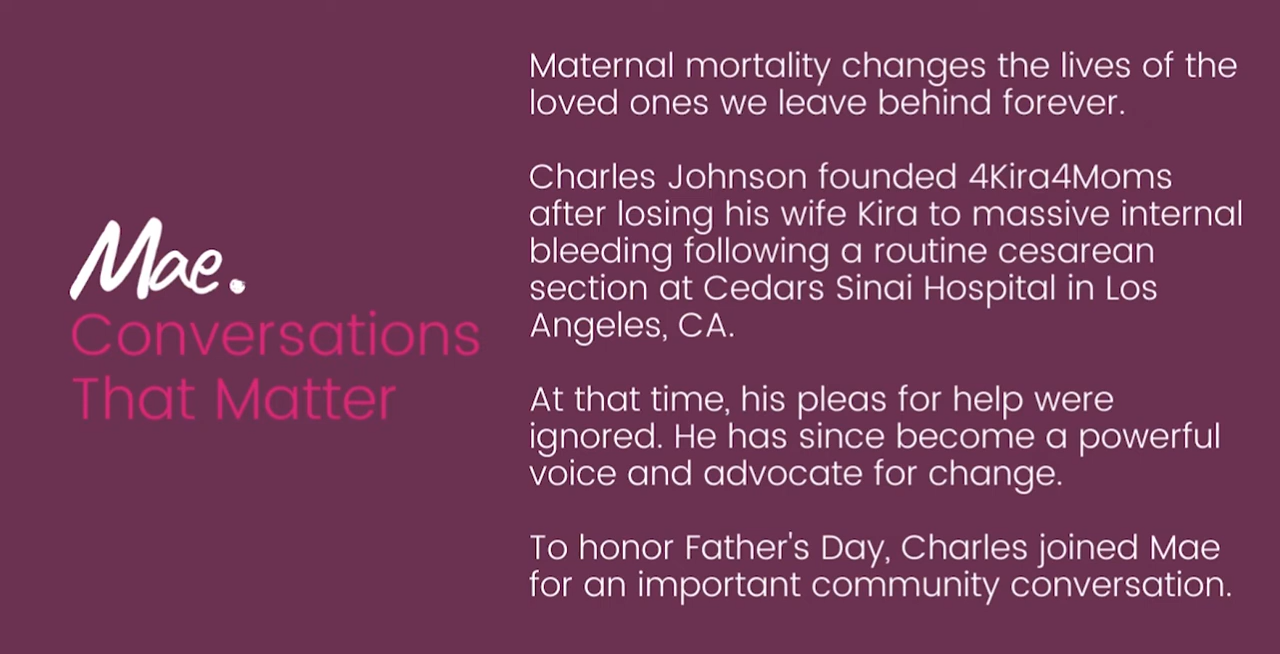 Mae.
Conversations
That Matter
Maternal mortality changes the lives of the
loved ones we leave behind forever.
Charles Johnson founded 4Kira4Moms
after losing his wife Kira to massive internal
bleeding following a routine cesarean
section at Cedars Sinai Hospital in Los
Angeles, CA.
At that time, his pleas for help were
ignored. He has since become a powerful
voice and advocate for change.
To honor Father's Day, Charles joined Mae
for an important community conversation.